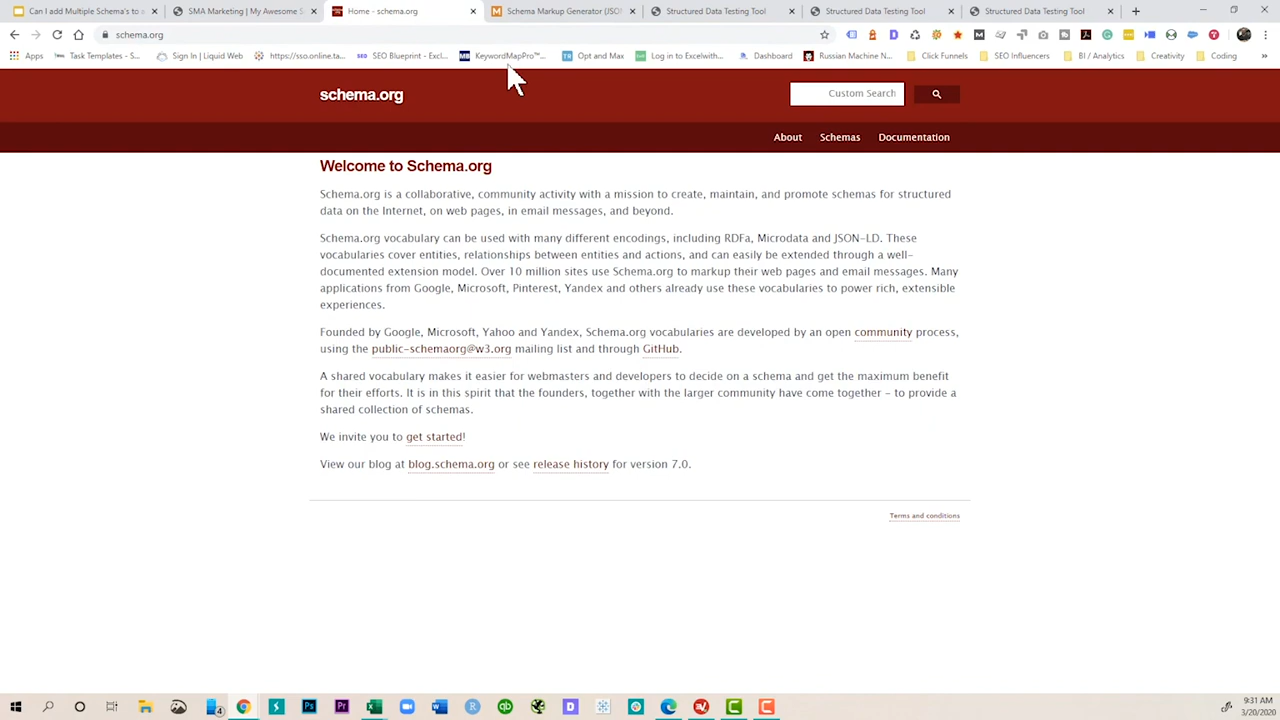 Can I add Multiple Schema's to
SMA Marketing | My Awesome S
Home - schema.org
Schema Markup Generator (JSO
Structured Data Testing Tool
Structured Data Testing Tool
Structured Data Testing Tool
schema.org
Apps
Task Templates - S...
Sign In | Liquid Web
https://sso.online.ta...
SEO Blueprint - Excl...
KeywordMapPro™...
Opt and Max
Log in to Excelwith...
Dashboard
Russian Machine N...
Click Funnels
SEO Influencers
BI / Analytics
Creativity
Coding
schema.org
Custom Search
About Schemas Documentation
Welcome to Schema.org
Schema.org is a collaborative, community activity with a mission to create, maintain, and promote schemas for structured
data on the Internet, on web pages, in email messages, and beyond.
Schema.org vocabulary can be used with many different encodings, including RDFa, Microdata and JSON-LD. These
vocabularies cover entities, relationships between entities and actions, and can easily be extended through a well-
documented extension model. Over 10 million sites use Schema.org to markup their web pages and email messages. Many
applications from Google, Microsoft, Pinterest, Yandex and others already use these vocabularies to power rich, extensible
experiences.
Founded by Google, Microsoft, Yahoo and Yandex, Schema.org vocabularies are developed by an open community process,
using the public-schemaorg@w3.org mailing list and through GitHub.
A shared vocabulary makes it easier for webmasters and developers to decide on a schema and get the maximum benefit
for their efforts. It is in this spirit that the founders, together with the larger community have come together - to provide a
shared collection of schemas.
We invite you to get started!
View our blog at blog.schema.org or see release history for version 7.0.
Terms and conditions
9:31 AM
3/20/2020